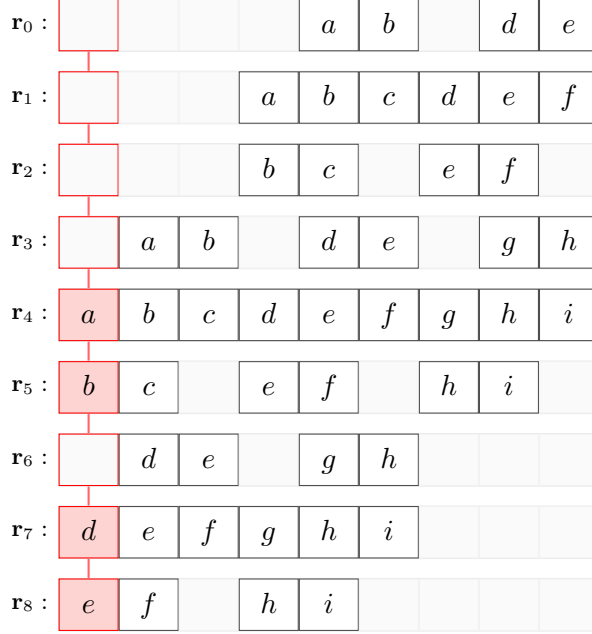 r₀ : a b d e
r₁ : a b c d e f
r₂ : b c e f
r₃ : a b d e g h
r₄ : a b c d e f g h i
r₅ : b c e f h i
r₆ : d e g h
r₇ : d e f g h i
r₈ : e f h i